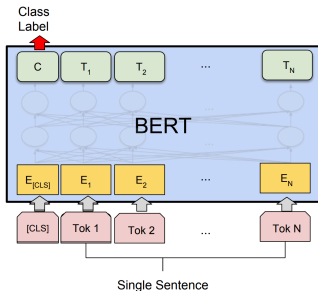 Class
Label
C T1 T2 ... TN
BERT
E[CLS] E1 E2 ... EN
[CLS] Tok 1 Tok 2 ... Tok N
Single Sentence